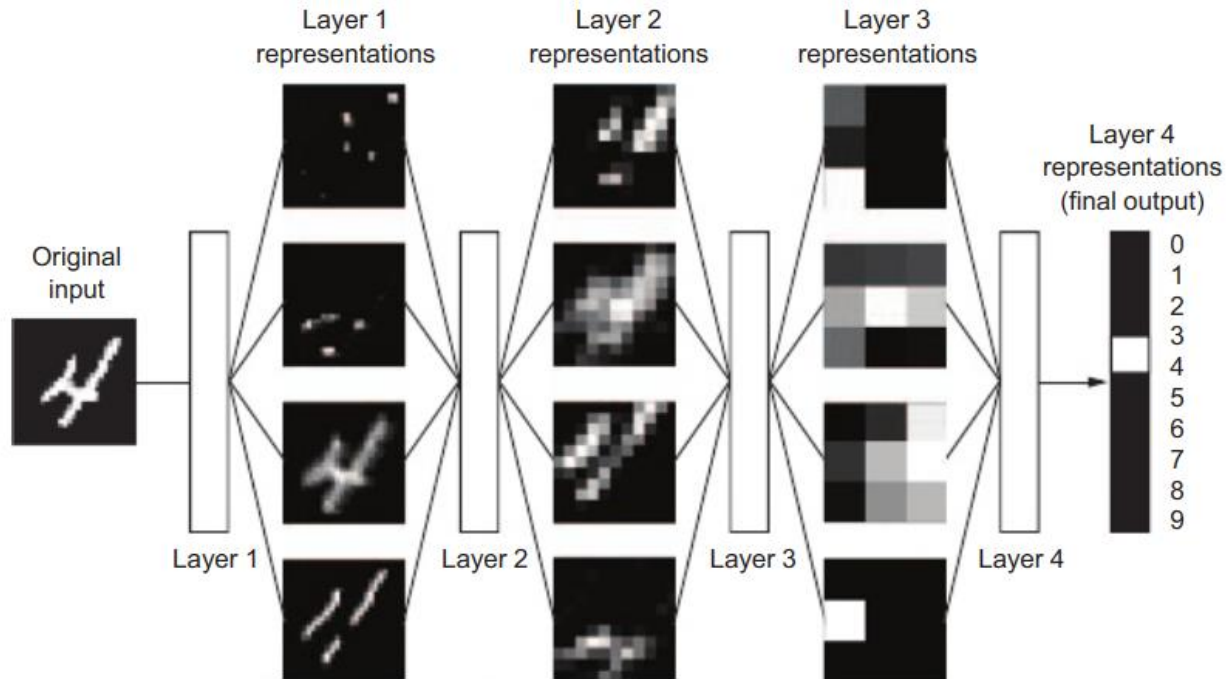 Layer 1
representations
Layer 2
representations
Layer 3
representations
Layer 4
representations
(final output)
Original
input
0
1
2
3
4
5
6
7
8
9
Layer 1
Layer 2
Layer 3
Layer 4